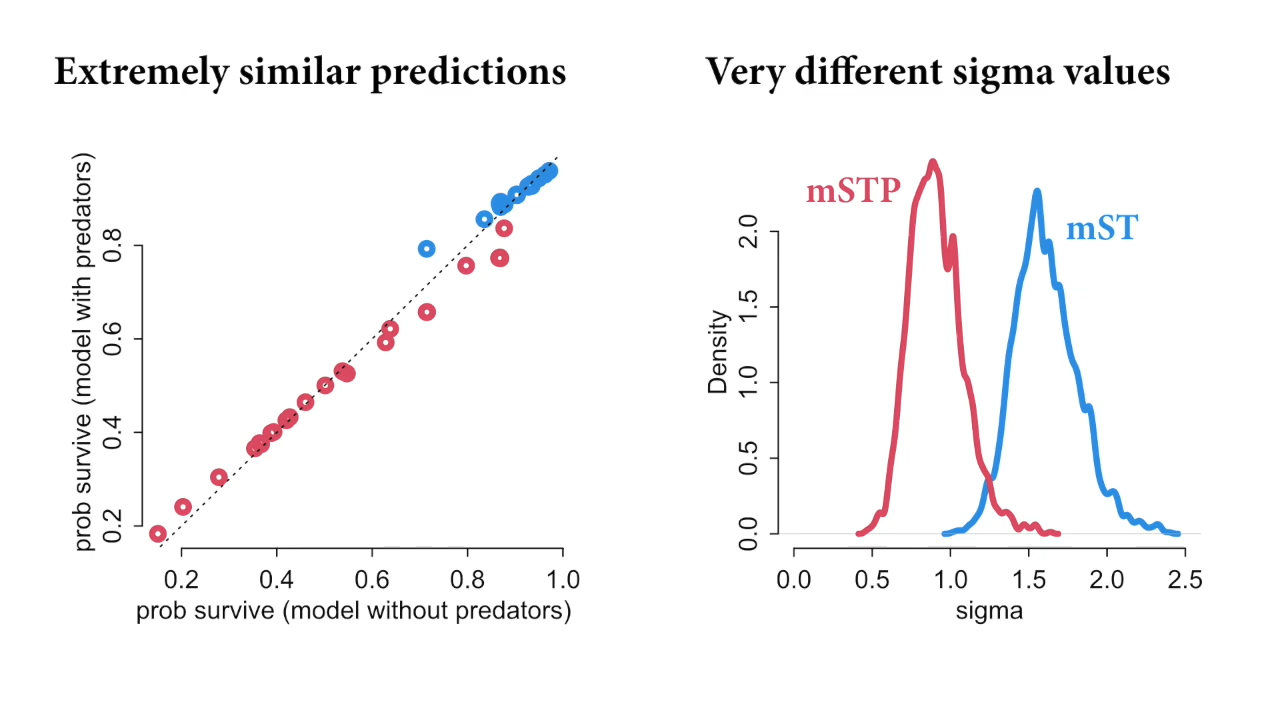 Extremely similar predictions
Very different sigma values
prob survive (model with predators)
0.2
0.4
0.6
0.8
0.2
0.4
0.6
0.8
1.0
prob survive (model without predators)
mSTP
mST
Density
0.0
0.5
1.0
1.5
2.0
0.0
0.5
1.0
1.5
2.0
2.5
sigma